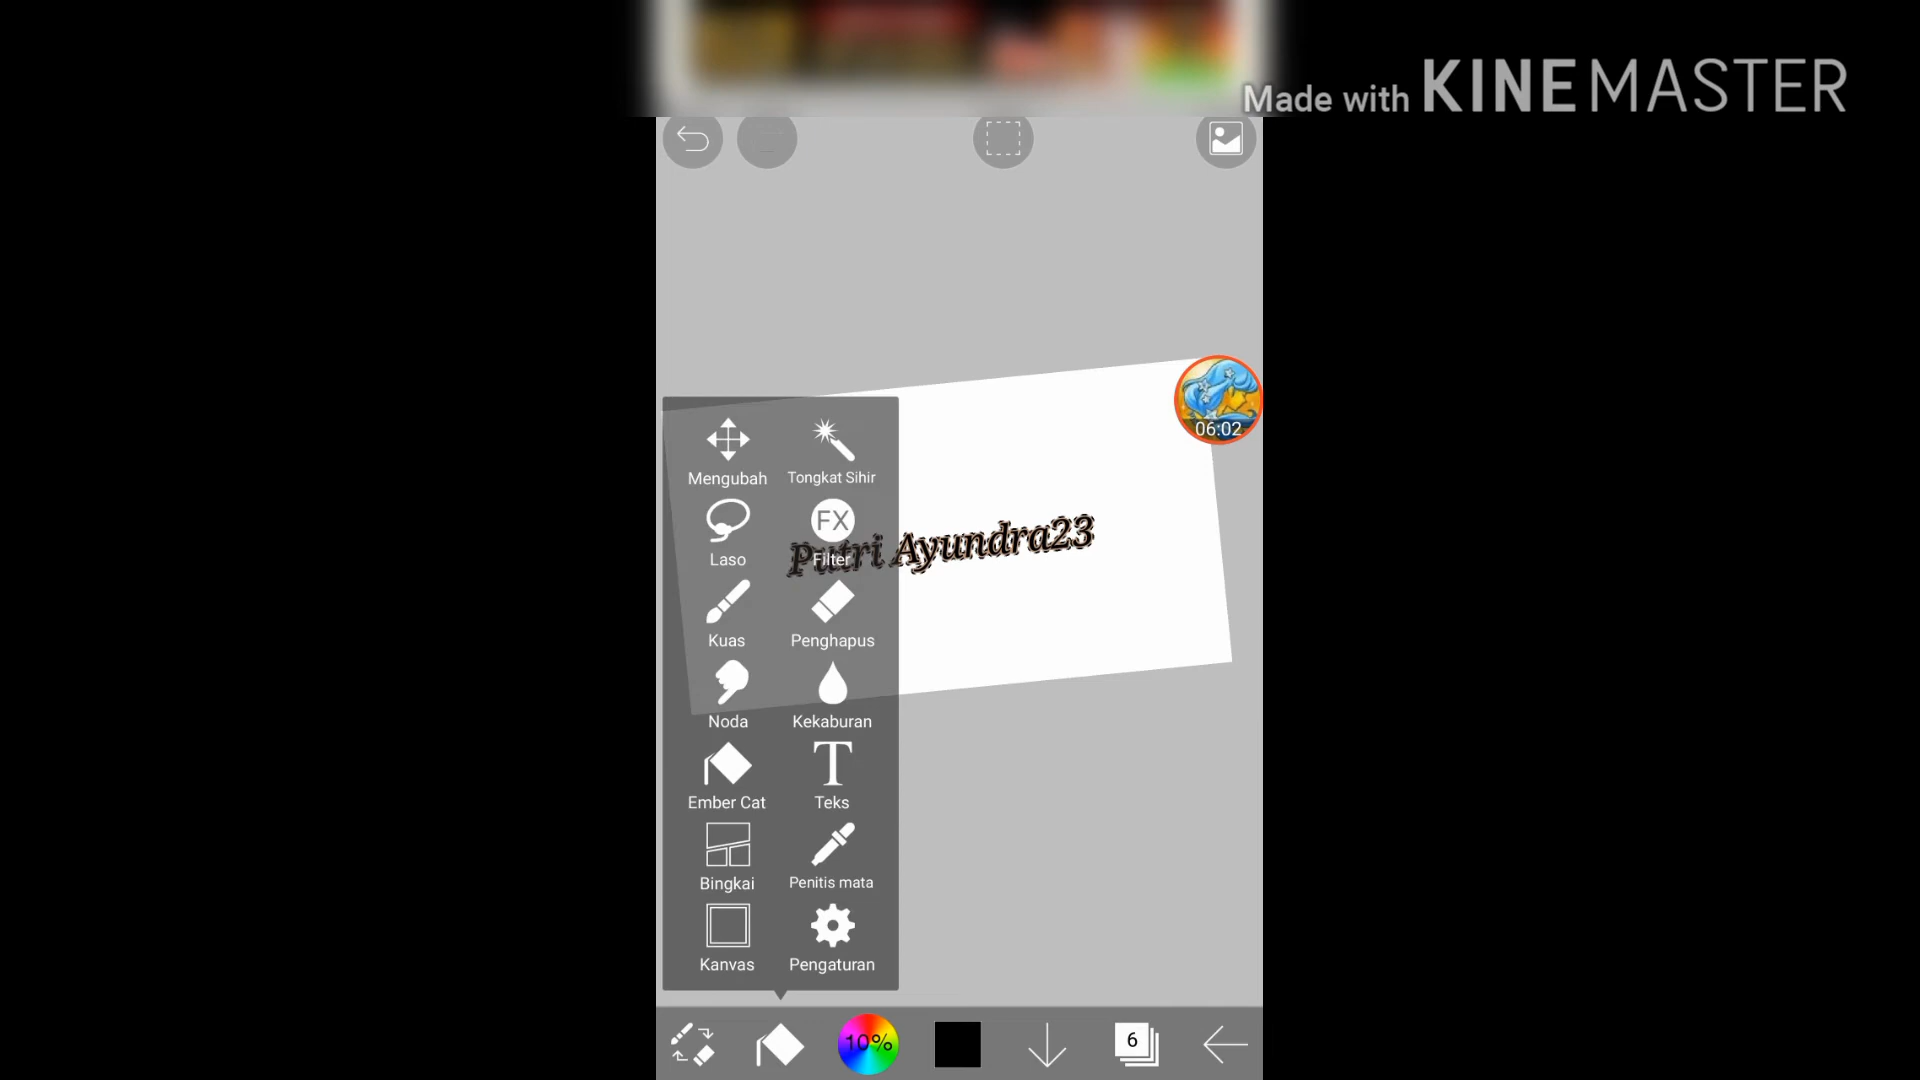 Made with KINEMASTER
06:02
Mengubah Tongkat Sihir
Laso Filter
Putri Ayundra23
Kuas Penghapus
Noda Kekaburan
Ember Cat Teks
Bingkai Penitis mata
Kanvas Pengaturan
10% 6